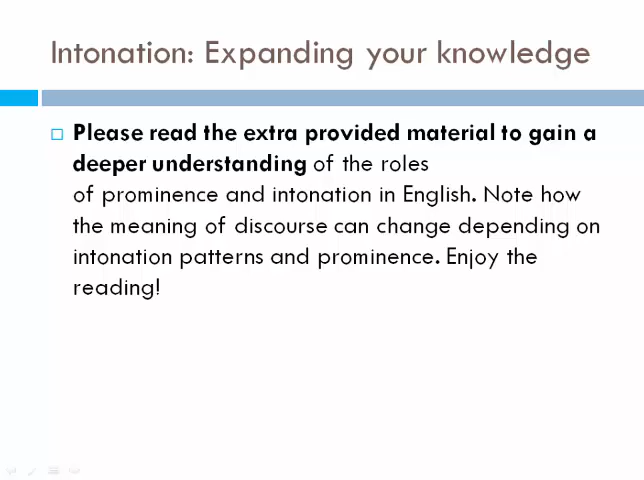 Intonation: Expanding your knowledge
Please read the extra provided material to gain a
deeper understanding of the roles
of prominence and intonation in English. Note how
the meaning of discourse can change depending on
intonation patterns and prominence. Enjoy the
reading!